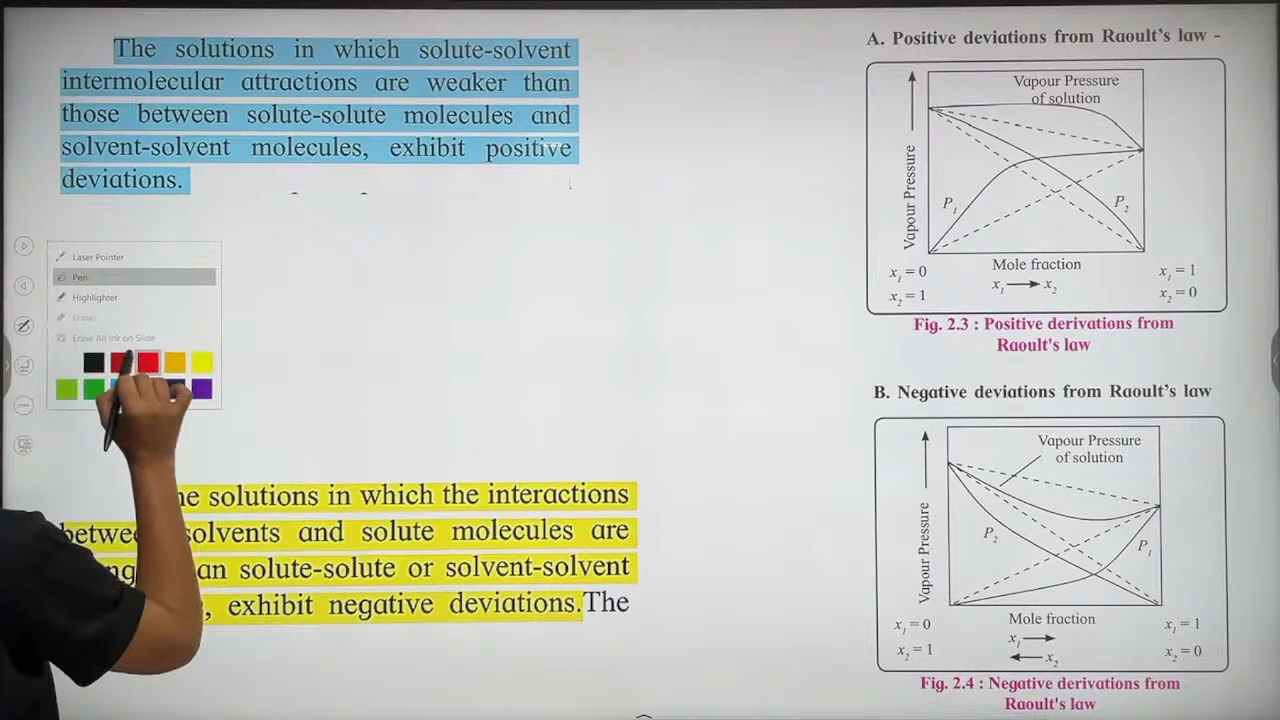 The solutions in which solute-solvent
intermolecular attractions are weaker than
those between solute-solute molecules and
solvent-solvent molecules, exhibit positive
deviations.
Laser Pointer
Pen
Highlighter
Eraser
Erase All Ink on Slide
solutions in which the interactions
solvents and solute molecules are
solute-solute or solvent-solvent
exhibit negative deviations. The
A. Positive deviations from Raoult's law -
Vapour Pressure
of solution
Vapour Pressure
P₁
P₂
x₁ = 0
x₂ = 1
Mole fraction
x₁ → x₂
x₁ = 1
x₂ = 0
Fig. 2.3 : Positive derivations from
Raoult's law
B. Negative deviations from Raoult's law
Vapour Pressure
of solution
Vapour Pressure
P₂
P₁
x₁ = 0
x₂ = 1
Mole fraction
x₁ →
← x₂
x₁ = 1
x₂ = 0
Fig. 2.4 : Negative derivations from
Raoult's law